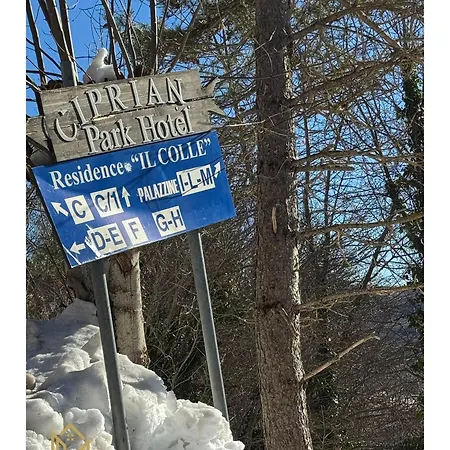 CIPRIAN
Park Hotel
Residence "IL COLLE"
C C/1 PALAZZINE I-L-M
D-E F G-H